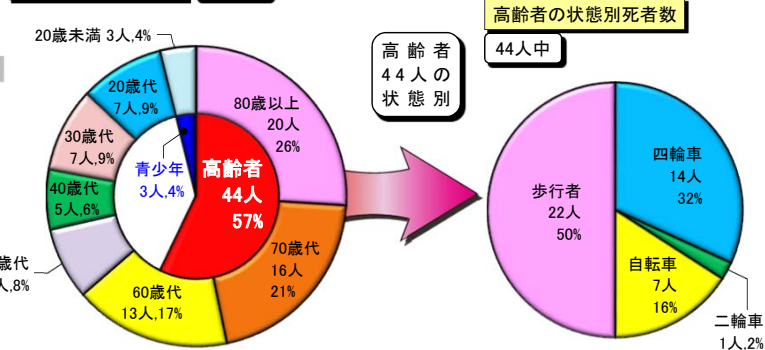 高齢者の状態別死者数
44人中
高齢者
44人の
状態別
20歳未満 3人,4%
20歳代
7人,9%
30歳代
7人,9%
40歳代
5人,6%
歳代
人,8%
60歳代
13人,17%
70歳代
16人
21%
80歳以上
20人
26%
青少年
3人,4%
高齢者
44人
57%
歩行者
22人
50%
四輪車
14人
32%
自転車
7人
16%
二輪車
1人,2%